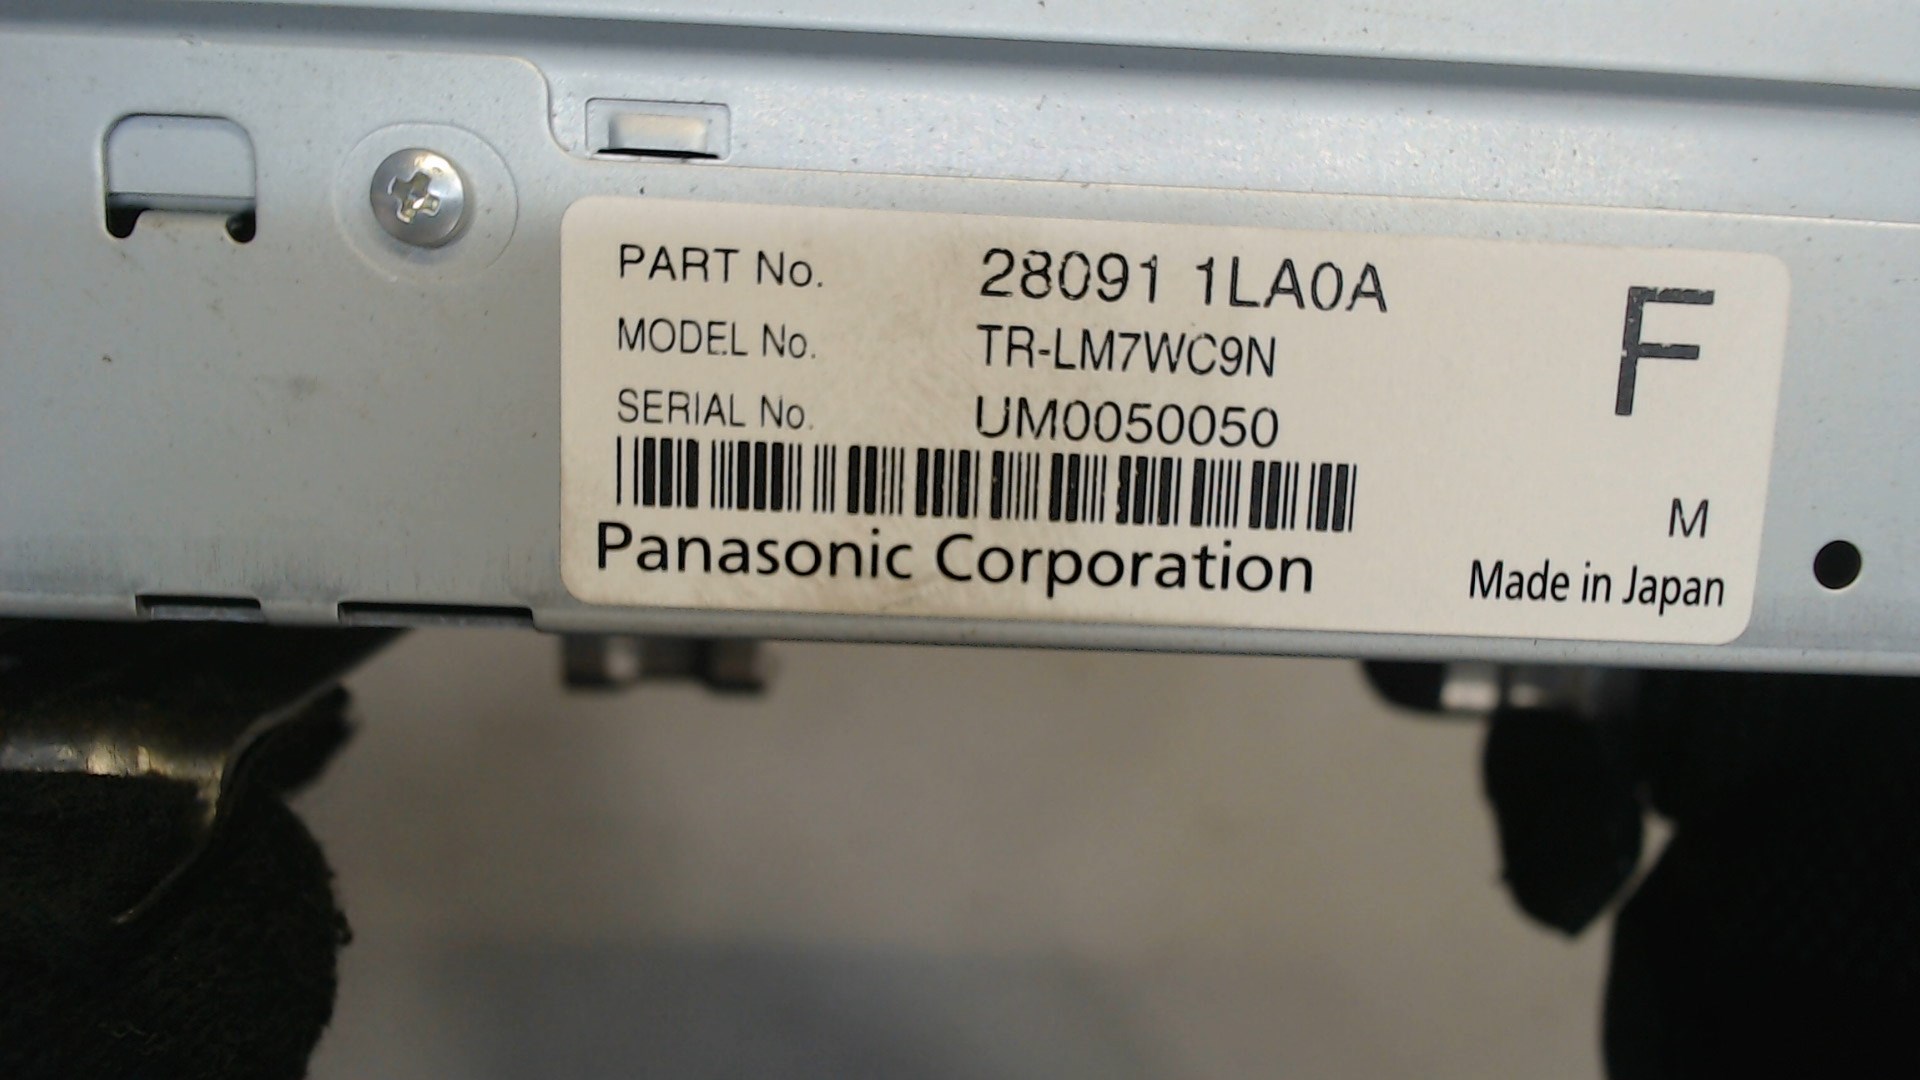 PART No. 28091 1LA0A F
MODEL No. TR-LM7WC9N
SERIAL No. UM0050050
M
Panasonic Corporation Made in Japan